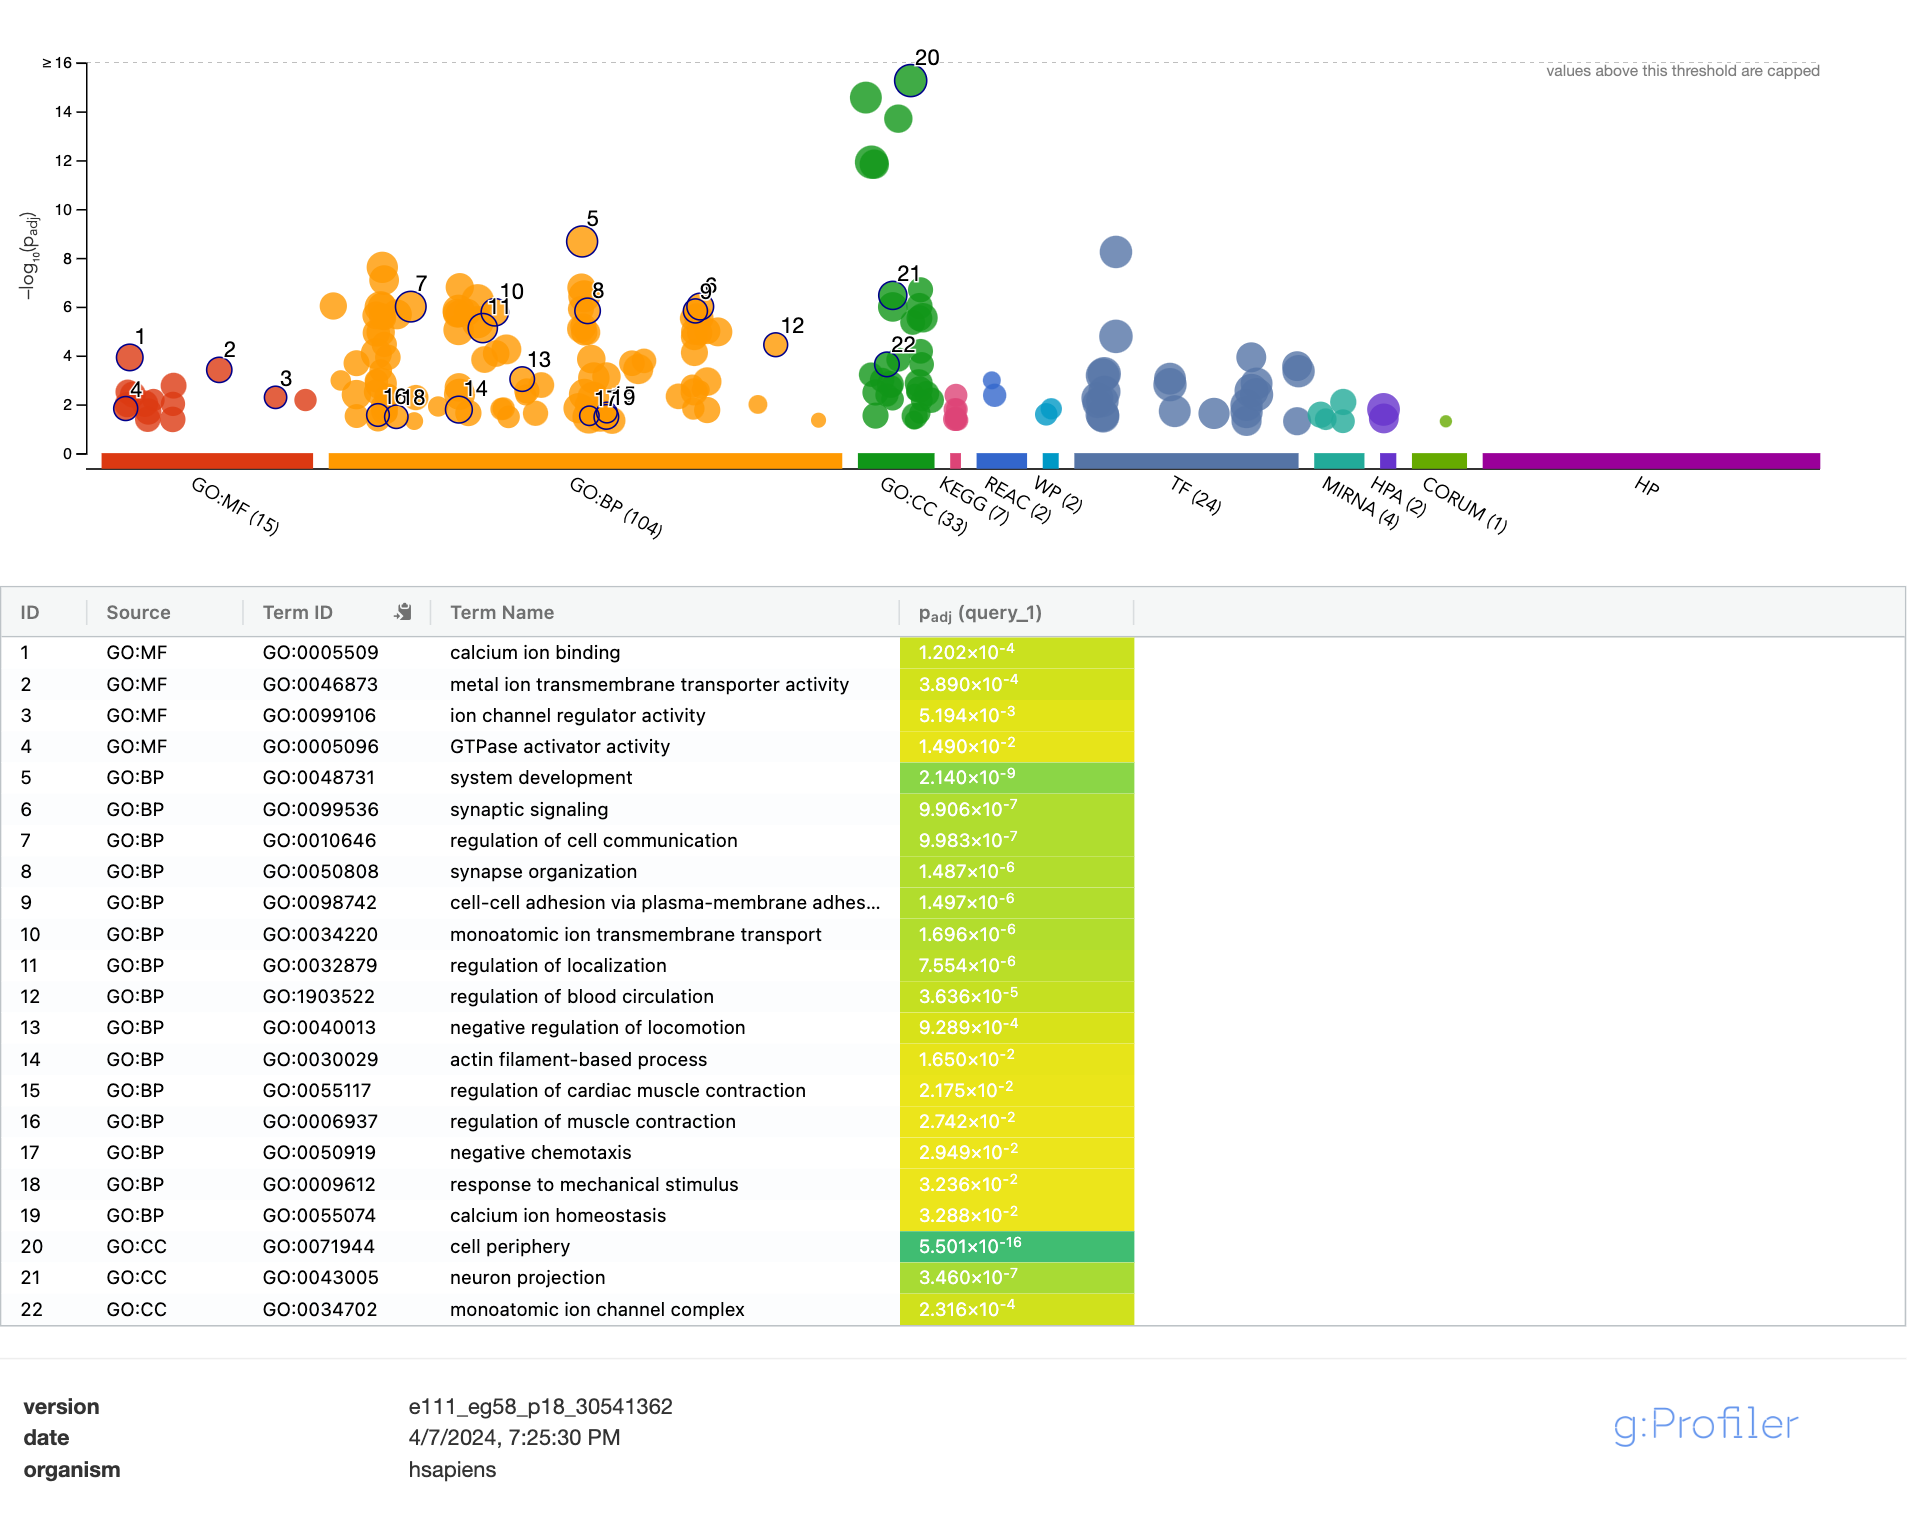 ≥ 16
values above this threshold are capped
14
12
10
8
6
4
2
0
–log10(padj)
1
2
3
4
5
6
7
8
9
10
11
12
13
14
15
16
17
18
19
20
21
22
GO:MF (15)
GO:BP (104)
GO:CC (33)
KEGG (7)
REAC (2)
WP (2)
TF (24)
MIRNA (4)
HPA (2)
CORUM (1)
HP
ID Source Term ID Term Name padj (query_1)
1 GO:MF GO:0005509 calcium ion binding 1.202×10-4
2 GO:MF GO:0046873 metal ion transmembrane transporter activity 3.890×10-4
3 GO:MF GO:0099106 ion channel regulator activity 5.194×10-3
4 GO:MF GO:0005096 GTPase activator activity 1.490×10-2
5 GO:BP GO:0048731 system development 2.140×10-9
6 GO:BP GO:0099536 synaptic signaling 9.906×10-7
7 GO:BP GO:0010646 regulation of cell communication 9.983×10-7
8 GO:BP GO:0050808 synapse organization 1.487×10-6
9 GO:BP GO:0098742 cell-cell adhesion via plasma-membrane adhes... 1.497×10-6
10 GO:BP GO:0034220 monoatomic ion transmembrane transport 1.696×10-6
11 GO:BP GO:0032879 regulation of localization 7.554×10-6
12 GO:BP GO:1903522 regulation of blood circulation 3.636×10-5
13 GO:BP GO:0040013 negative regulation of locomotion 9.289×10-4
14 GO:BP GO:0030029 actin filament-based process 1.650×10-2
15 GO:BP GO:0055117 regulation of cardiac muscle contraction 2.175×10-2
16 GO:BP GO:0006937 regulation of muscle contraction 2.742×10-2
17 GO:BP GO:0050919 negative chemotaxis 2.949×10-2
18 GO:BP GO:0009612 response to mechanical stimulus 3.236×10-2
19 GO:BP GO:0055074 calcium ion homeostasis 3.288×10-2
20 GO:CC GO:0071944 cell periphery 5.501×10-16
21 GO:CC GO:0043005 neuron projection 3.460×10-7
22 GO:CC GO:0034702 monoatomic ion channel complex 2.316×10-4
version e111_eg58_p18_30541362
date 4/7/2024, 7:25:30 PM
organism hsapiens
g:Profiler